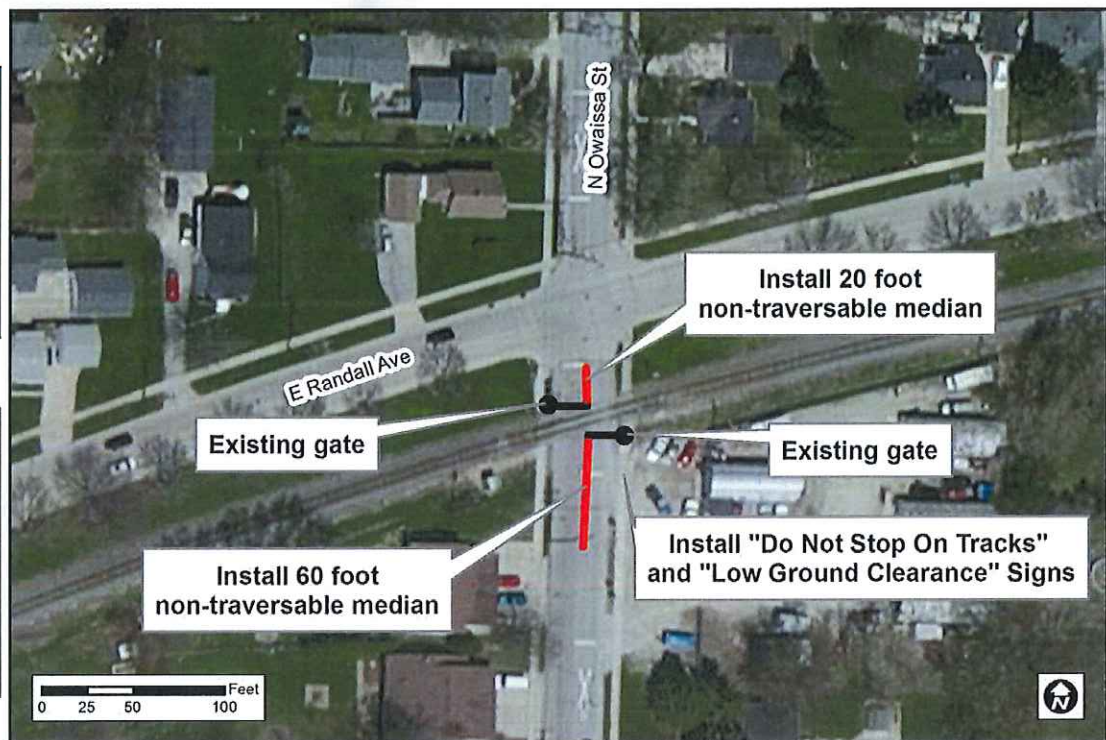 N Owaissa St
Install 20 foot
non-traversable median
E Randall Ave
Existing gate
Existing gate
Install "Do Not Stop On Tracks"
and "Low Ground Clearance" Signs
Install 60 foot
non-traversable median
Feet
0 25 50 100
N